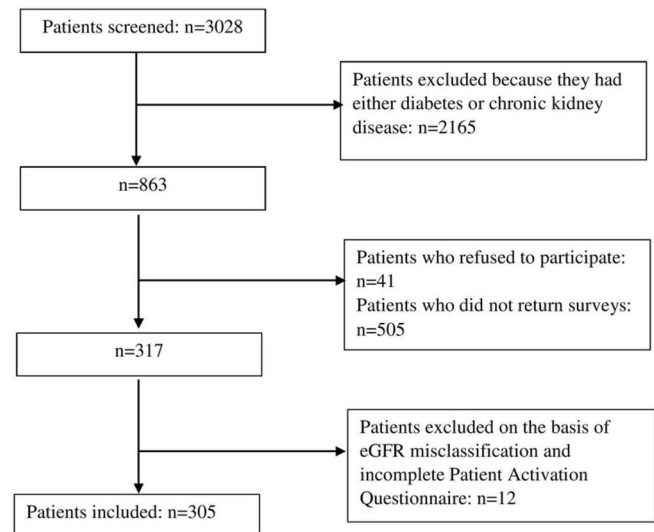 Patients screened: n=3028
Patients excluded because they had
either diabetes or chronic kidney
disease: n=2165
n=863
Patients who refused to participate:
n=41
Patients who did not return surveys:
n=505
n=317
Patients excluded on the basis of
eGFR misclassification and
incomplete Patient Activation
Questionnaire: n=12
Patients included: n=305